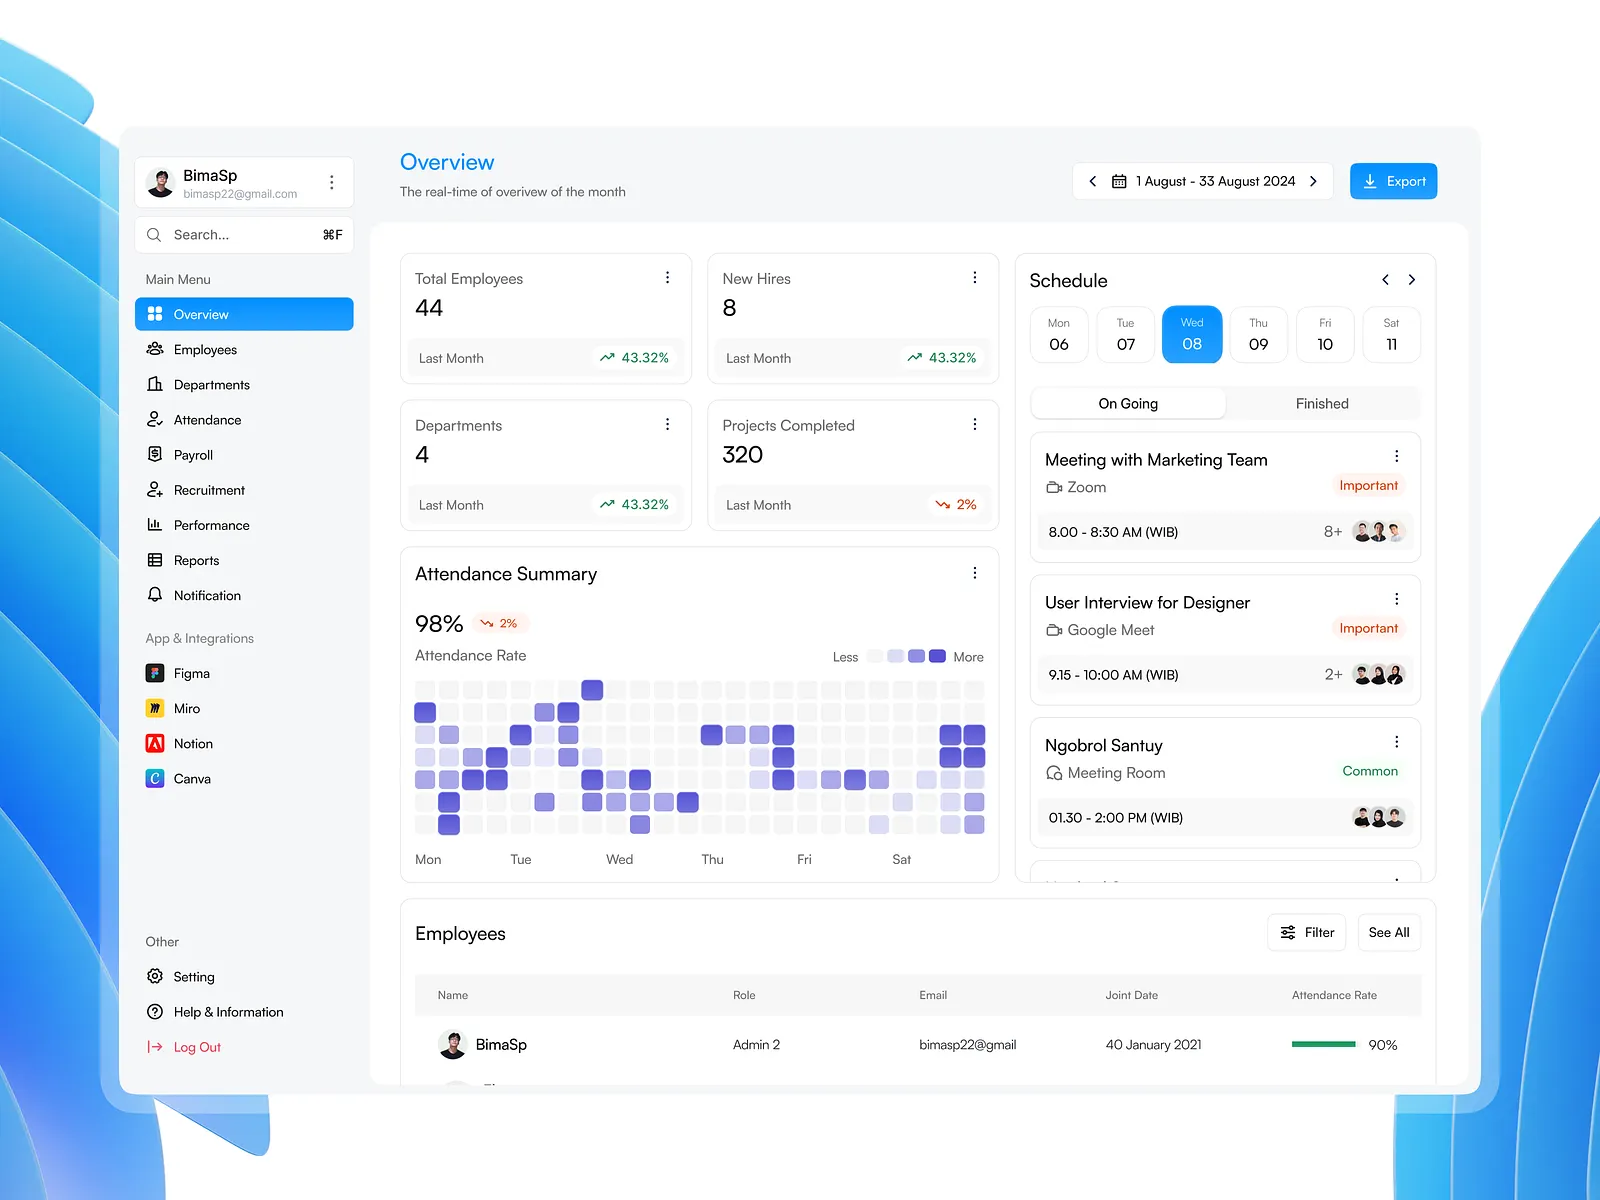 BimaSp
bimasp22@gmail.com
Search...
⌘F
Main Menu
Overview
Employees
Departments
Attendance
Payroll
Recruitment
Performance
Reports
Notification
App & Integrations
Figma
Miro
Notion
Canva
Other
Setting
Help & Information
Log Out
Overview
The real-time of overivew of the month
1 August - 33 August 2024
Export
Total Employees
44
Last Month
43.32%
New Hires
8
Last Month
43.32%
Departments
4
Last Month
43.32%
Projects Completed
320
Last Month
2%
Attendance Summary
98%
2%
Attendance Rate
Less
More
Mon
Tue
Wed
Thu
Fri
Sat
Schedule
Mon
06
Tue
07
Wed
08
Thu
09
Fri
10
Sat
11
On Going
Finished
Meeting with Marketing Team
Zoom
Important
8.00 - 8:30 AM (WIB)
8+
User Interview for Designer
Google Meet
Important
9.15 - 10:00 AM (WIB)
2+
Ngobrol Santuy
Meeting Room
Common
01.30 - 2:00 PM (WIB)
Employees
Filter
See All
Name
Role
Email
Joint Date
Attendance Rate
BimaSp
Admin 2
bimasp22@gmail
40 January 2021
90%